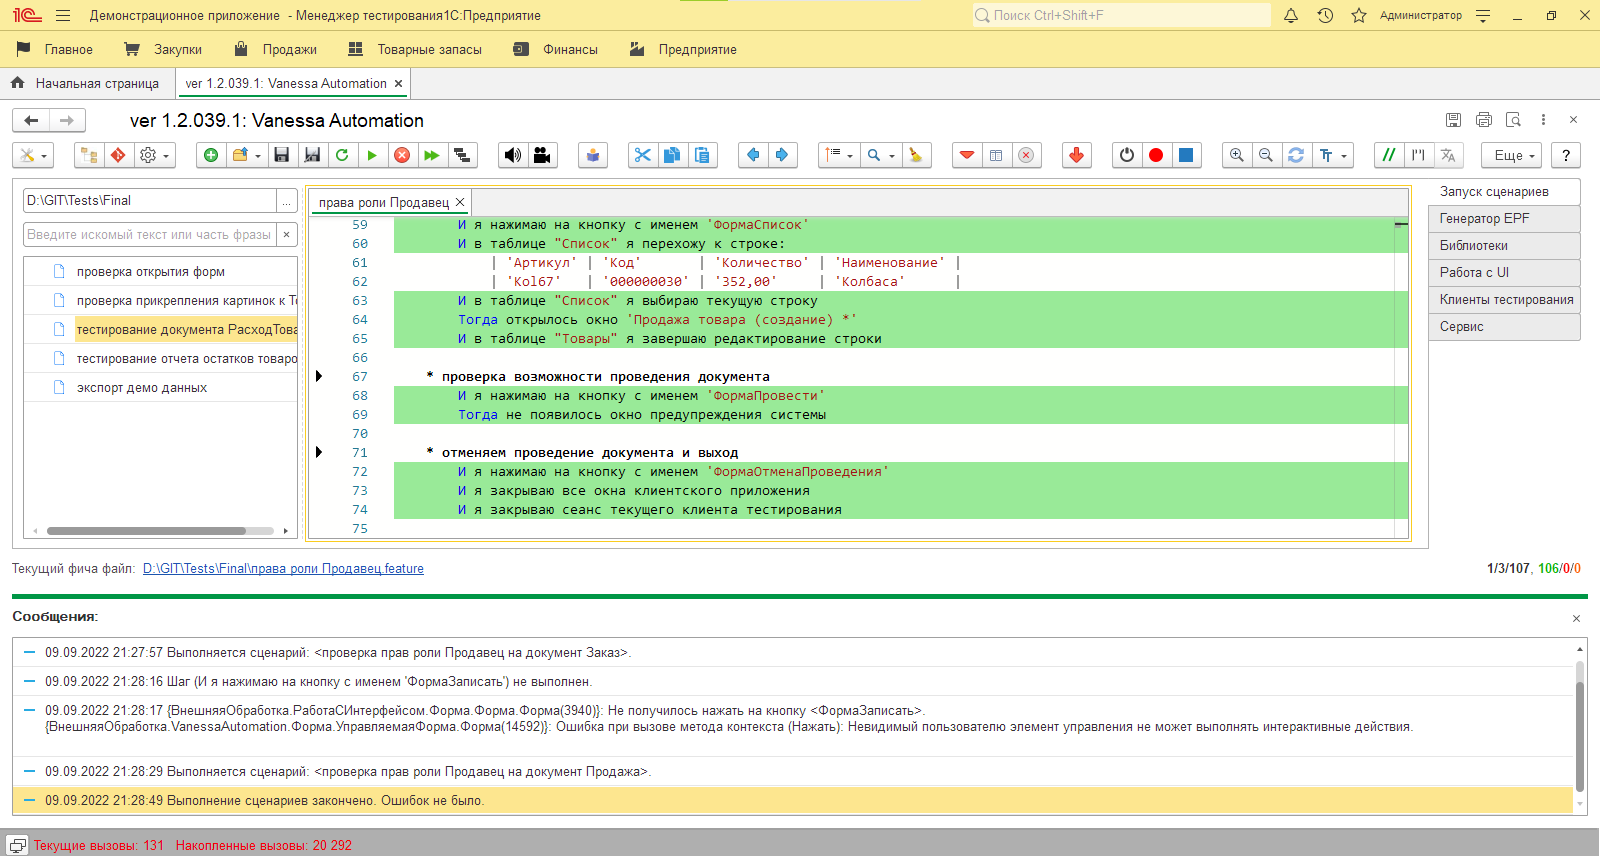 Демонстрационное приложение - Менеджер тестирования1С:Предприятие
Поиск Ctrl+Shift+F
Администратор
Главное
Закупки
Продажи
Товарные запасы
Финансы
Предприятие
Начальная страница
ver 1.2.039.1: Vanessa Automation ×
ver 1.2.039.1: Vanessa Automation
Еще
?
D:\GIT\Tests\Final
...
Введите искомый текст или часть фразы
×
проверка открытия форм
проверка прикрепления картинок к То
тестирование документа РасходТова
тестирование отчета остатков товаро
экспорт демо данных
права роли Продавец ×
59 И я нажимаю на кнопку с именем 'ФормаСписок'
60 И в таблице "Список" я перехожу к строке:
61 | 'Артикул' | 'Код' | 'Количество' | 'Наименование' |
62 | 'Kol67' | '000000030' | '352,00' | 'Колбаса' |
63 И в таблице "Список" я выбираю текущую строку
64 Тогда открылось окно 'Продажа товара (создание) *'
65 И в таблице "Товары" я завершаю редактирование строки
66
67 * проверка возможности проведения документа
68 И я нажимаю на кнопку с именем 'ФормаПровести'
69 Тогда не появилось окно предупреждения системы
70
71 * отменяем проведение документа и выход
72 И я нажимаю на кнопку с именем 'ФормаОтменаПроведения'
73 И я закрываю все окна клиентского приложения
74 И я закрываю сеанс текущего клиента тестирования
75
Запуск сценариев
Генератор EPF
Библиотеки
Работа с UI
Клиенты тестирования
Сервис
Текущий фича файл: D:\GIT\Tests\Final\права роли Продавец.feature
1/3/107, 106/0/0
Сообщения:
09.09.2022 21:27:57 Выполняется сценарий: <проверка прав роли Продавец на документ Заказ>.
09.09.2022 21:28:16 Шаг (И я нажимаю на кнопку с именем 'ФормаЗаписать') не выполнен.
09.09.2022 21:28:17 {ВнешняяОбработка.РаботаСИнтерфейсом.Форма.Форма.Форма(3940)}: Не получилось нажать на кнопку <ФормаЗаписать>.
{ВнешняяОбработка.VanessaAutomation.Форма.УправляемаяФорма.Форма(14592)}: Ошибка при вызове метода контекста (Нажать): Невидимый пользователю элемент управления не может выполнять интерактивные действия.
09.09.2022 21:28:29 Выполняется сценарий: <проверка прав роли Продавец на документ Продажа>.
09.09.2022 21:28:49 Выполнение сценариев закончено. Ошибок не было.
Текущие вызовы: 131 Накопленные вызовы: 20 292